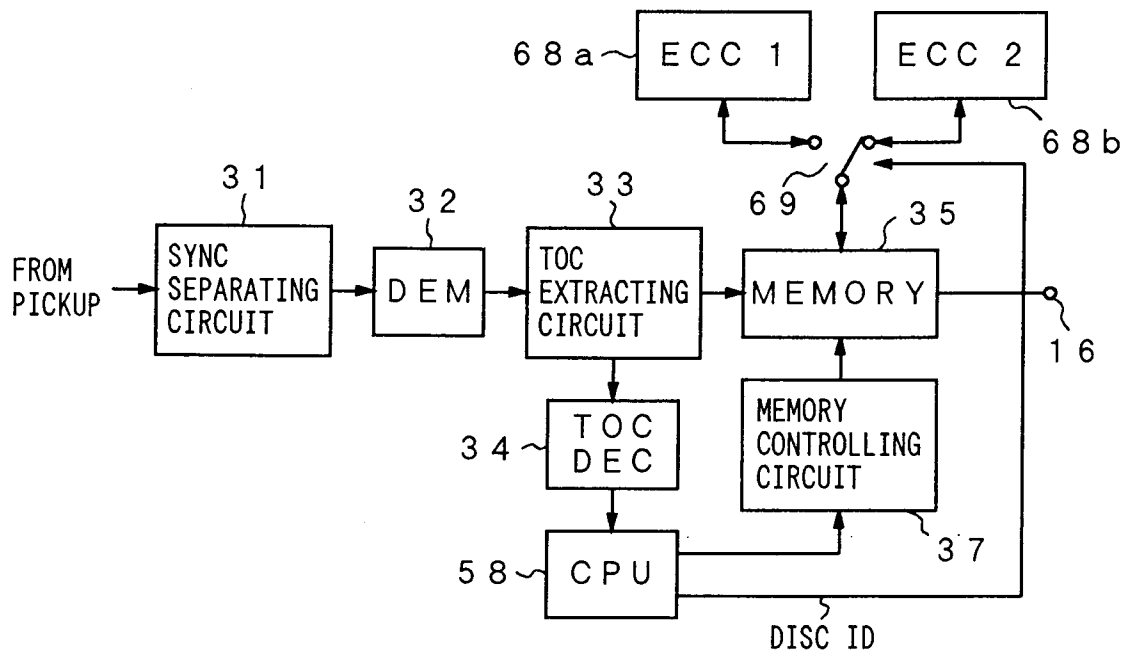 68a
ECC 1
ECC 2
68b
69
31
32
33
35
FROM
PICKUP
SYNC
SEPARATING
CIRCUIT
DEM
TOC
EXTRACTING
CIRCUIT
MEMORY
16
34
TOC
DEC
MEMORY
CONTROLLING
CIRCUIT
37
58
CPU
DISC ID